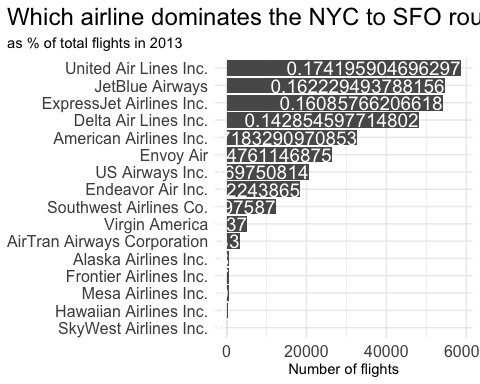 Which airline dominates the NYC to SFO rou
as % of total flights in 2013
United Air Lines Inc. 0.174195904696297
JetBlue Airways 0.162229493788156
ExpressJet Airlines Inc. 0.16085766206618
Delta Air Lines Inc. 0.142854597714802
American Airlines Inc. 7183290970833
Envoy Air 4761146875
US Airways Inc. 69750814
Endeavor Air Inc. 2243865
Southwest Airlines Co. 07587
Virgin America 37
AirTran Airways Corporation 3
Alaska Airlines Inc.
Frontier Airlines Inc.
Mesa Airlines Inc.
Hawaiian Airlines Inc.
SkyWest Airlines Inc.
0 20000 40000 6000
Number of flights